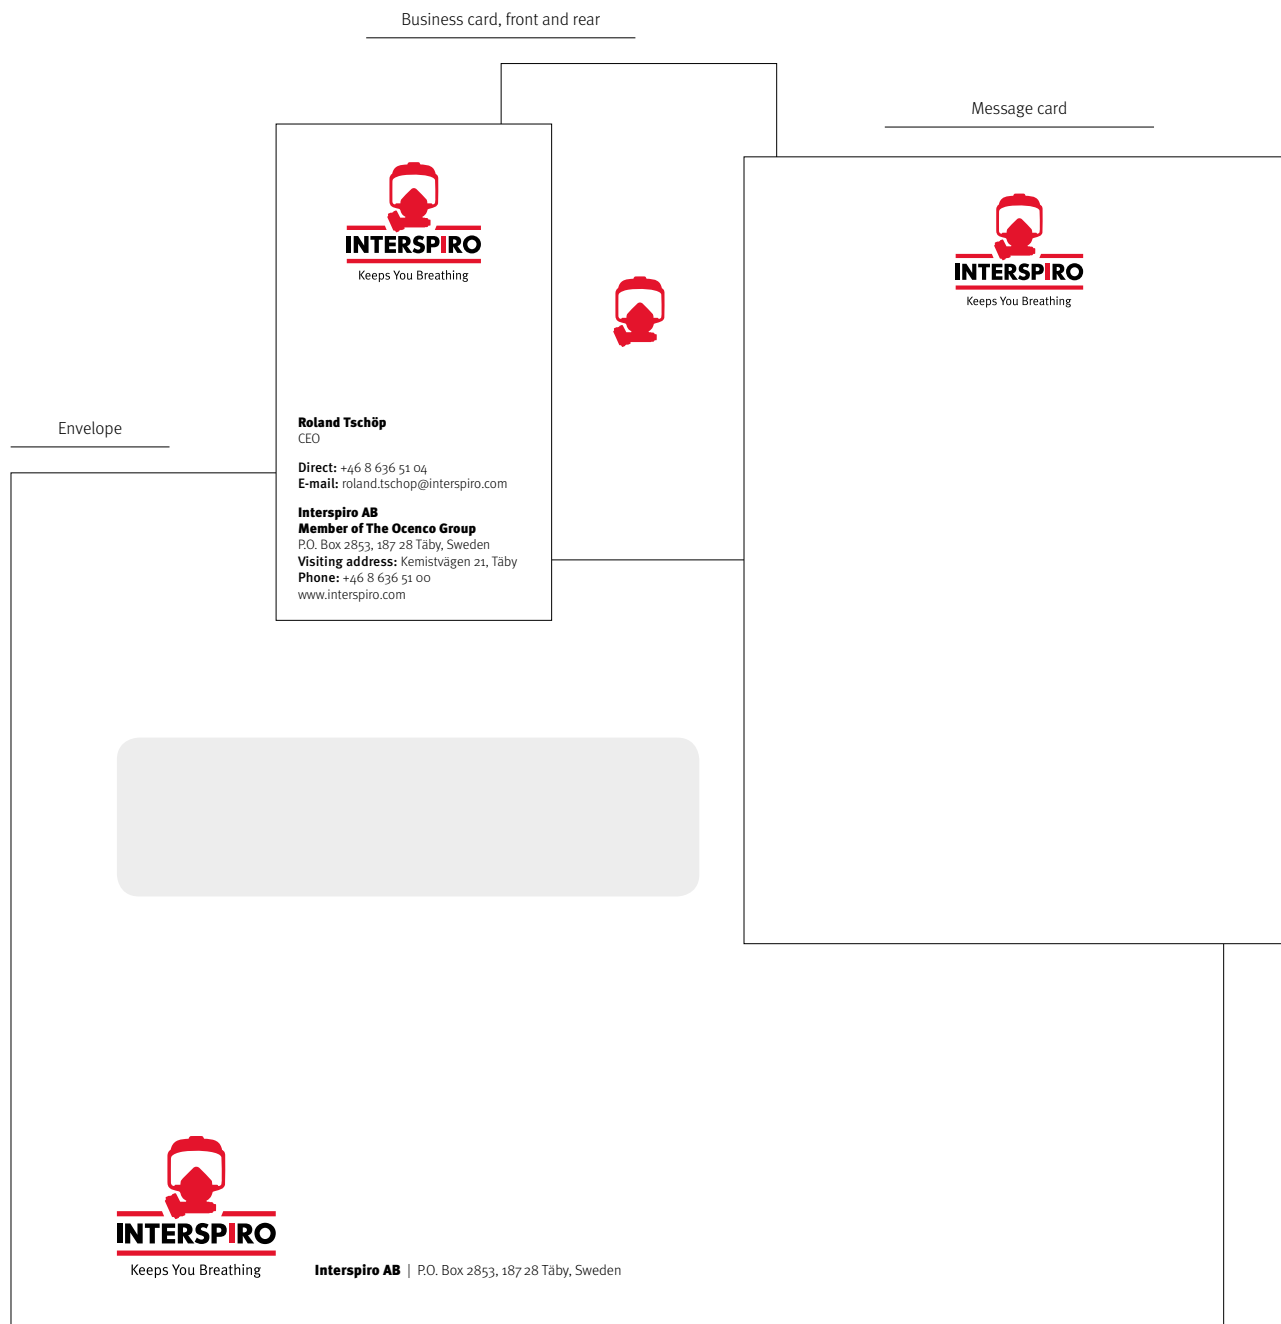 Business card, front and rear
Message card
INTERSPIRO
Keeps You Breathing
INTERSPIRO
Keeps You Breathing
Envelope
Roland Tschöp
CEO
Direct: +46 8 636 51 04
E-mail: roland.tschop@interspiro.com
Interspiro AB
Member of The Ocenco Group
P.O. Box 2853, 187 28 Täby, Sweden
Visiting address: Kemistvägen 21, Täby
Phone: +46 8 636 51 00
www.interspiro.com
INTERSPIRO
Keeps You Breathing
Interspiro AB | P.O. Box 2853, 187 28 Täby, Sweden